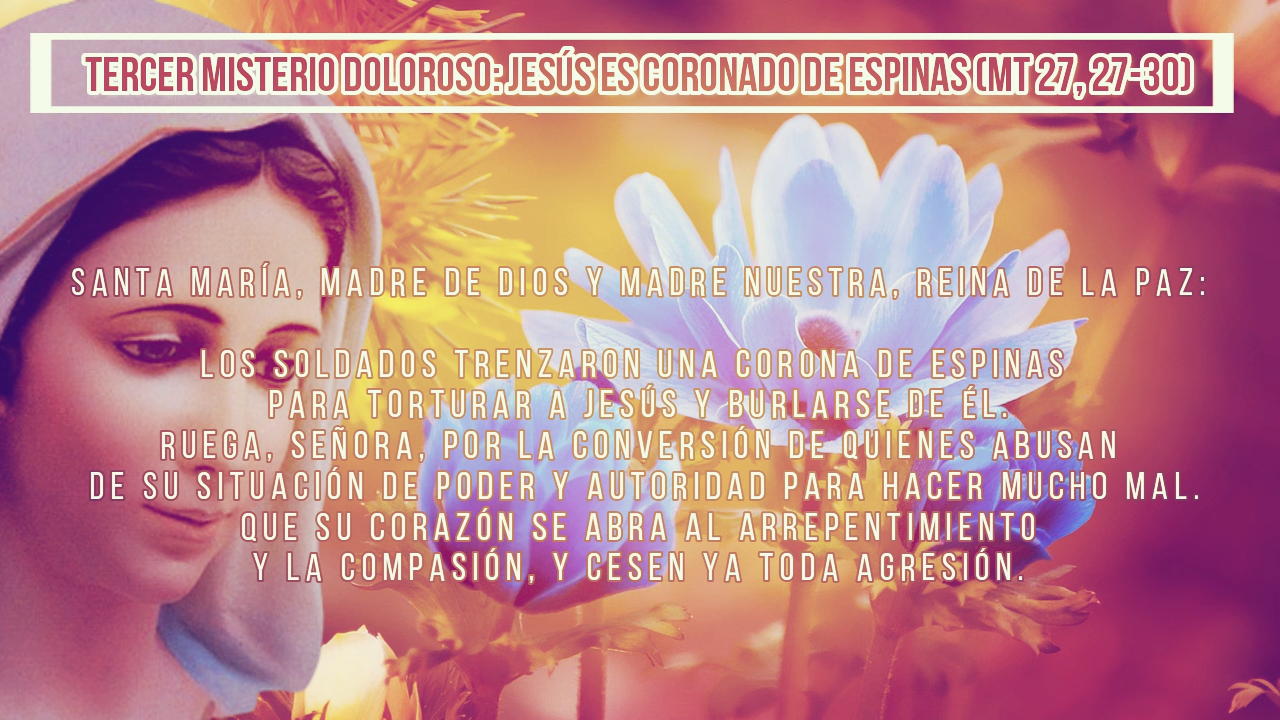 TERCER MISTERIO DOLOROSO: JESÚS ES CORONADO DE ESPINAS (MT 27, 27-30)
SANTA MARÍA, MADRE DE DIOS Y MADRE NUESTRA, REINA DE LA PAZ:
LOS SOLDADOS TRENZARON UNA CORONA DE ESPINAS
PARA TORTURAR A JESÚS Y BURLARSE DE ÉL.
RUEGA, SEÑORA, POR LA CONVERSIÓN DE QUIENES ABUSAN
DE SU SITUACIÓN DE PODER Y AUTORIDAD PARA HACER MUCHO MAL.
QUE SU CORAZÓN SE ABRA AL ARREPENTIMIENTO
Y LA COMPASIÓN, Y CESEN YA TODA AGRESIÓN.